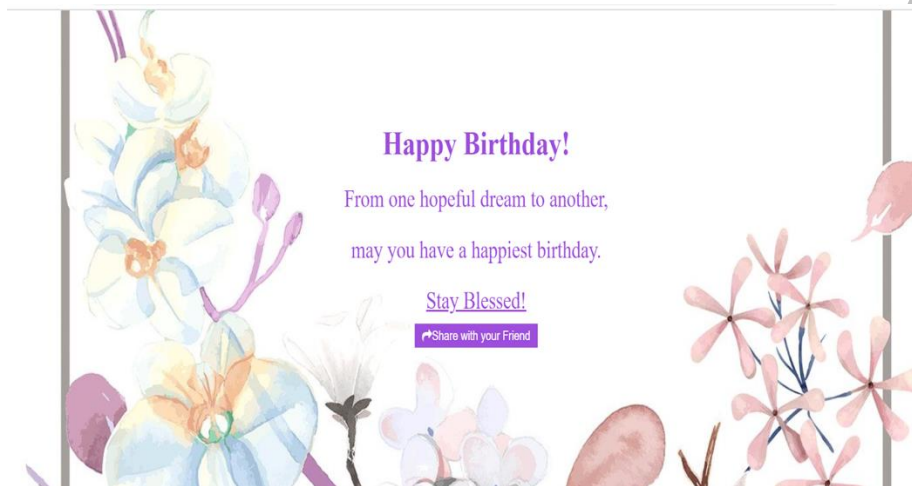 Happy Birthday!
From one hopeful dream to another,
may you have a happiest birthday.
Stay Blessed!
Share with your Friend